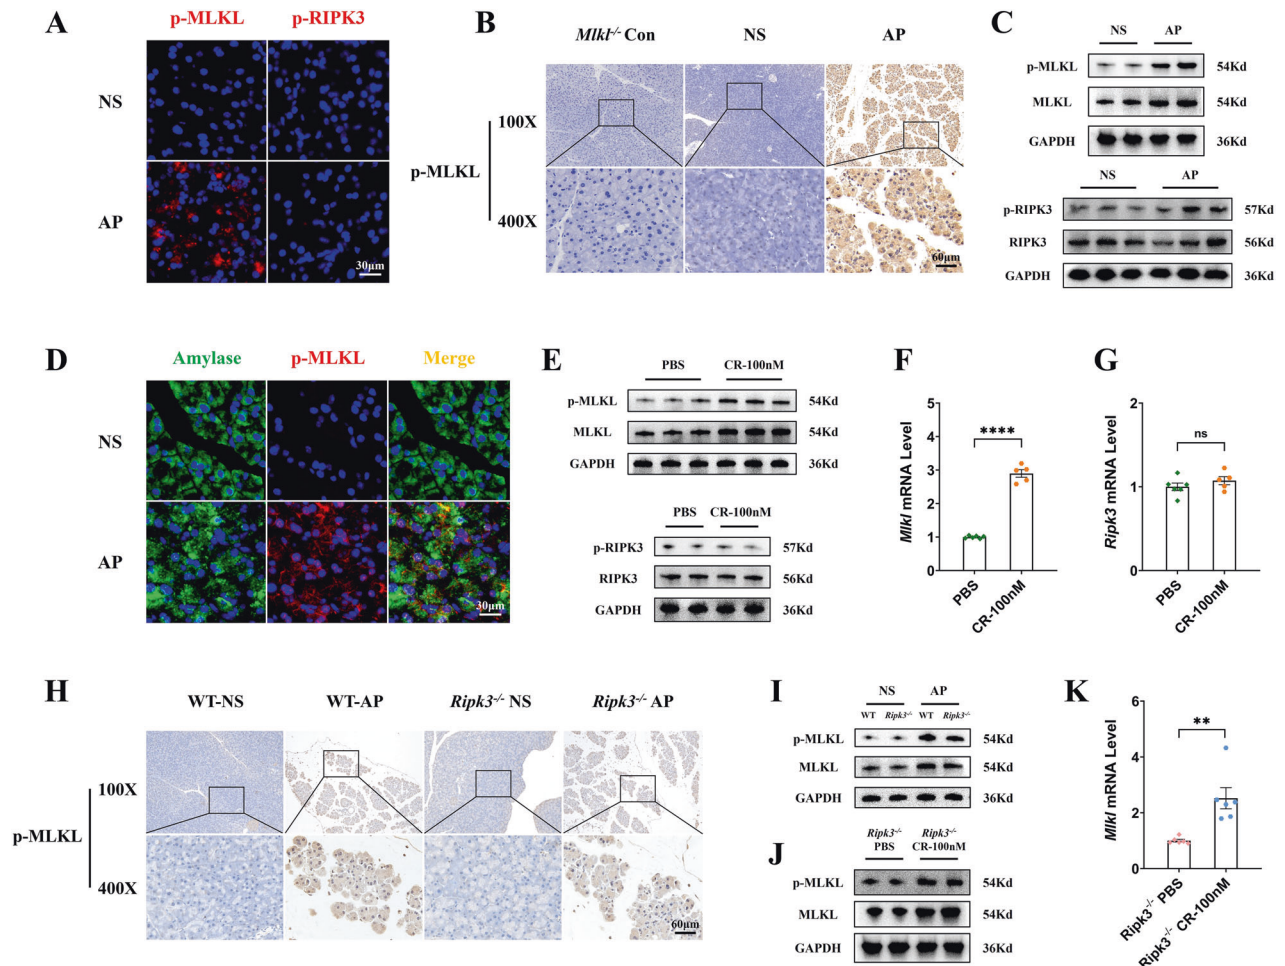 A
p-MLKL p-RIPK3
NS
AP
30μm
B
Mlkl-/- Con NS AP
100X
p-MLKL
400X
60μm
C
NS AP
p-MLKL 54Kd
MLKL 54Kd
GAPDH 36Kd
NS AP
p-RIPK3 57Kd
RIPK3 56Kd
GAPDH 36Kd
D
Amylase p-MLKL Merge
NS
AP
30μm
E
PBS CR-100nM
p-MLKL 54Kd
MLKL 54Kd
GAPDH 36Kd
PBS CR-100nM
p-RIPK3 57Kd
RIPK3 56Kd
GAPDH 36Kd
F
Mlkl mRNA Level
5
4
3
2
1
0
****
PBS
CR-100nM
G
Ripk3 mRNA Level
2
1
0
ns
PBS
CR-100nM
H
WT-NS WT-AP Ripk3-/- NS Ripk3-/- AP
100X
p-MLKL
400X
60μm
I
NS AP
WT Ripk3-/- WT Ripk3-/-
p-MLKL 54Kd
MLKL 54Kd
GAPDH 36Kd
J
Ripk3-/- Ripk3-/-
PBS CR-100nM
p-MLKL 54Kd
MLKL 54Kd
GAPDH 36Kd
K
Mlkl mRNA Level
6
4
2
0
**
Ripk3-/- PBS
Ripk3-/- CR-100nM